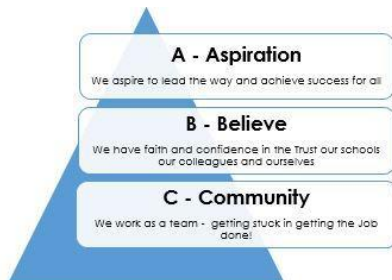 A - Aspiration
We aspire to lead the way and achieve success for all
B - Believe
We have faith and confidence in the Trust our schools
our colleagues and ourselves
C - Community
We work as a team - getting stuck in getting the Job
done!